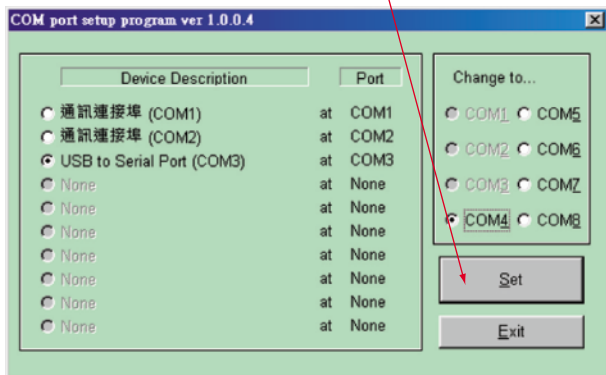 COM port setup program ver 1.0.0.4
Device Description Port
通訊連接埠 (COM1) at COM1
通訊連接埠 (COM2) at COM2
USB to Serial Port (COM3) at COM3
None at None
None at None
None at None
None at None
None at None
None at None
None at None
Change to...
COM1 COM5
COM2 COM6
COM3 COM7
COM4 COM8
Set
Exit